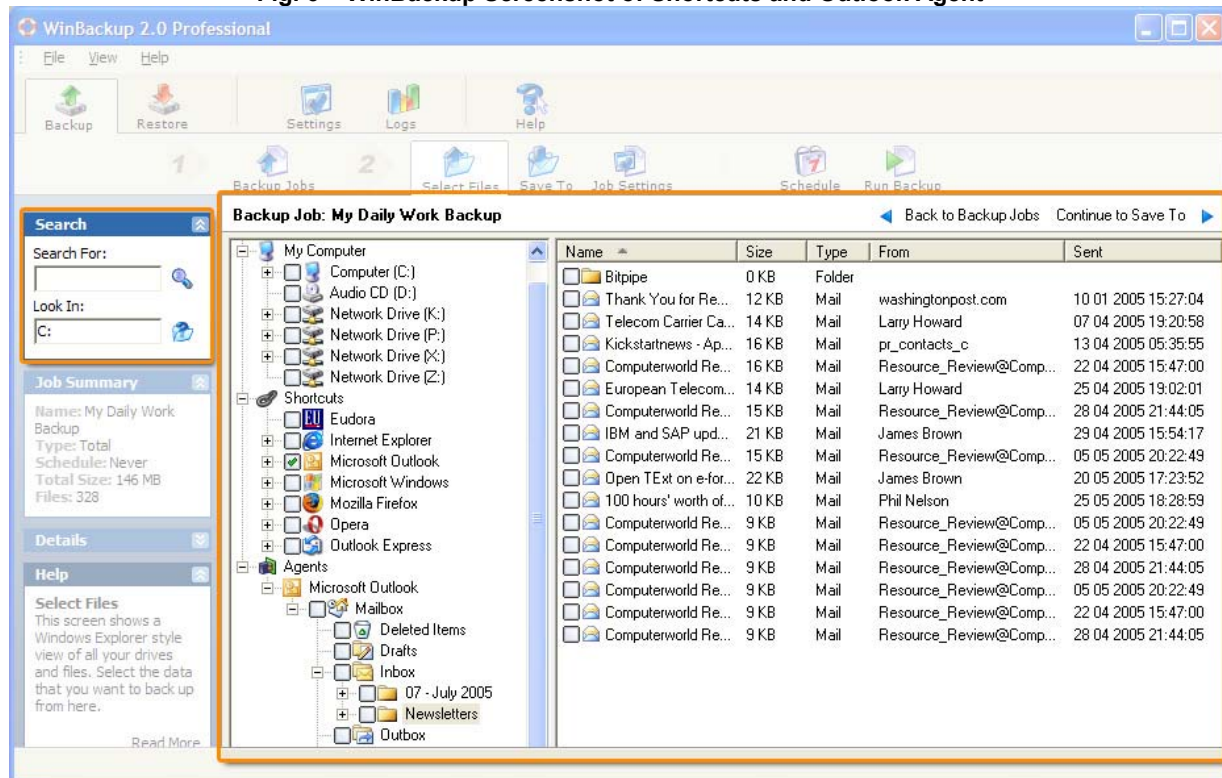 WinBackup 2.0 Professional
File View Help
Backup Restore Settings Logs Help
1 Backup Jobs 2 Select Files Save To Job Settings Schedule Run Backup
Search
Search For:
Look In:
C:
Job Summary
Name: My Daily Work
Backup
Type: Total
Schedule: Never
Total Size: 146 MB
Files: 328
Details
Help
Select Files
This screen shows a
Windows Explorer style
view of all your drives
and files. Select the data
that you want to back up
from here.
Read More
Backup Job: My Daily Work Backup
Back to Backup Jobs Continue to Save To
My Computer
Computer (C:)
Audio CD (D:)
Network Drive (K:)
Network Drive (P:)
Network Drive (X:)
Network Drive (Z:)
Shortcuts
EU Eudora
Internet Explorer
Microsoft Outlook
Microsoft Windows
Mozilla Firefox
Opera
Outlook Express
Agents
Microsoft Outlook
Mailbox
Deleted Items
Drafts
Inbox
07 - July 2005
Newsletters
Outbox
Name Size Type From Sent
Bitpipe 0 KB Folder
Thank You for Re... 12 KB Mail washingtonpost.com 10 01 2005 15:27:04
Telecom Carrier Ca... 14 KB Mail Larry Howard 07 04 2005 19:20:58
Kickstartnews - Ap... 16 KB Mail pr_contacts_c 13 04 2005 05:35:55
Computerworld Re... 16 KB Mail Resource_Review@Comp... 22 04 2005 15:47:00
European Telecom... 14 KB Mail Larry Howard 25 04 2005 19:02:01
Computerworld Re... 15 KB Mail Resource_Review@Comp... 28 04 2005 21:44:05
IBM and SAP upd... 21 KB Mail James Brown 29 04 2005 15:54:17
Computerworld Re... 15 KB Mail Resource_Review@Comp... 05 05 2005 20:22:49
Open TExt on e-for... 22 KB Mail James Brown 20 05 2005 17:23:52
100 hours' worth of... 10 KB Mail Phil Nelson 25 05 2005 18:28:59
Computerworld Re... 9 KB Mail Resource_Review@Comp... 05 05 2005 20:22:49
Computerworld Re... 9 KB Mail Resource_Review@Comp... 22 04 2005 15:47:00
Computerworld Re... 9 KB Mail Resource_Review@Comp... 28 04 2005 21:44:05
Computerworld Re... 9 KB Mail Resource_Review@Comp... 05 05 2005 20:22:49
Computerworld Re... 9 KB Mail Resource_Review@Comp... 22 04 2005 15:47:00
Computerworld Re... 9 KB Mail Resource_Review@Comp... 28 04 2005 21:44:05